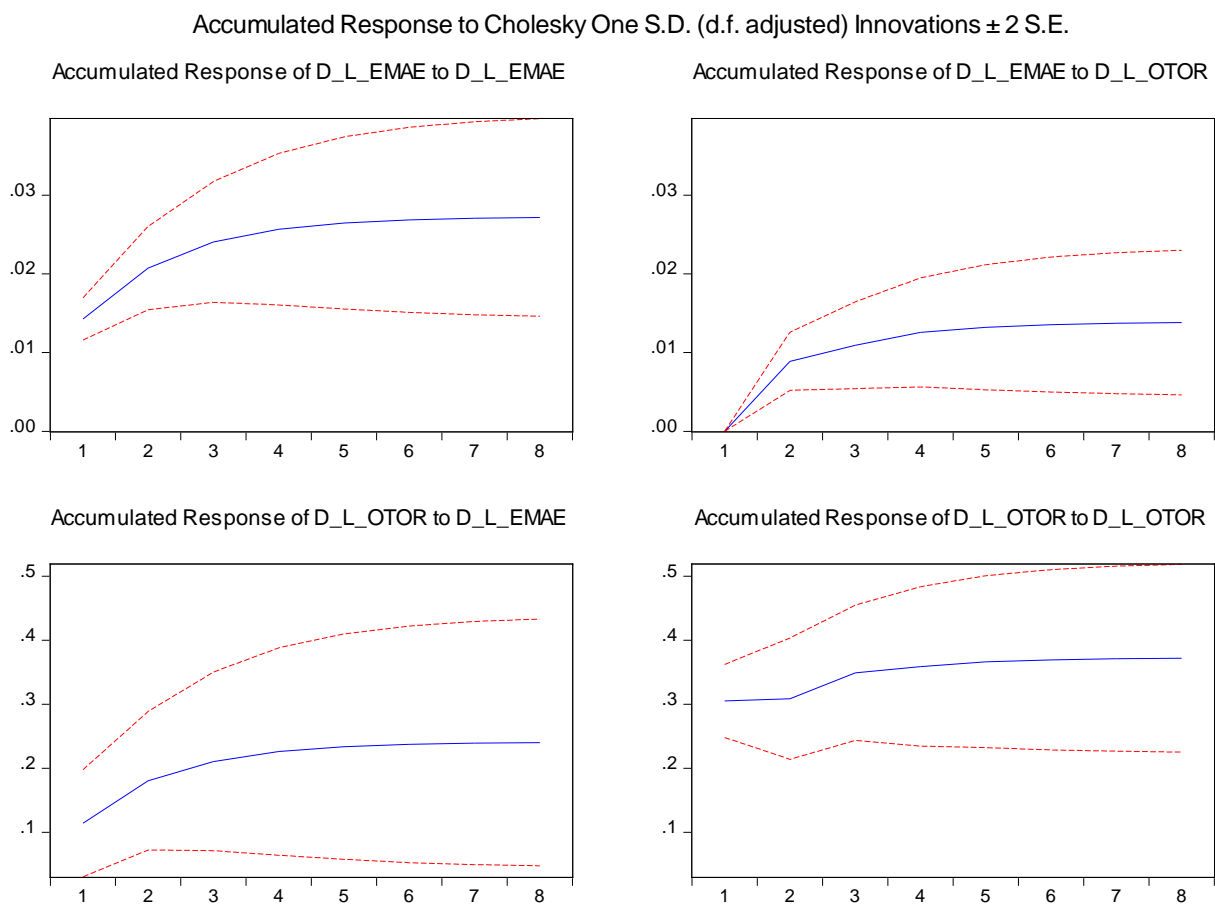 Accumulated Response to Cholesky One S.D. (d.f. adjusted) Innovations ± 2 S.E.
Accumulated Response of D_L_EMAE to D_L_EMAE
.03
.02
.01
.00
1 2 3 4 5 6 7 8
Accumulated Response of D_L_EMAE to D_L_OTOR
.03
.02
.01
.00
1 2 3 4 5 6 7 8
Accumulated Response of D_L_OTOR to D_L_EMAE
.5
.4
.3
.2
.1
1 2 3 4 5 6 7 8
Accumulated Response of D_L_OTOR to D_L_OTOR
.5
.4
.3
.2
.1
1 2 3 4 5 6 7 8